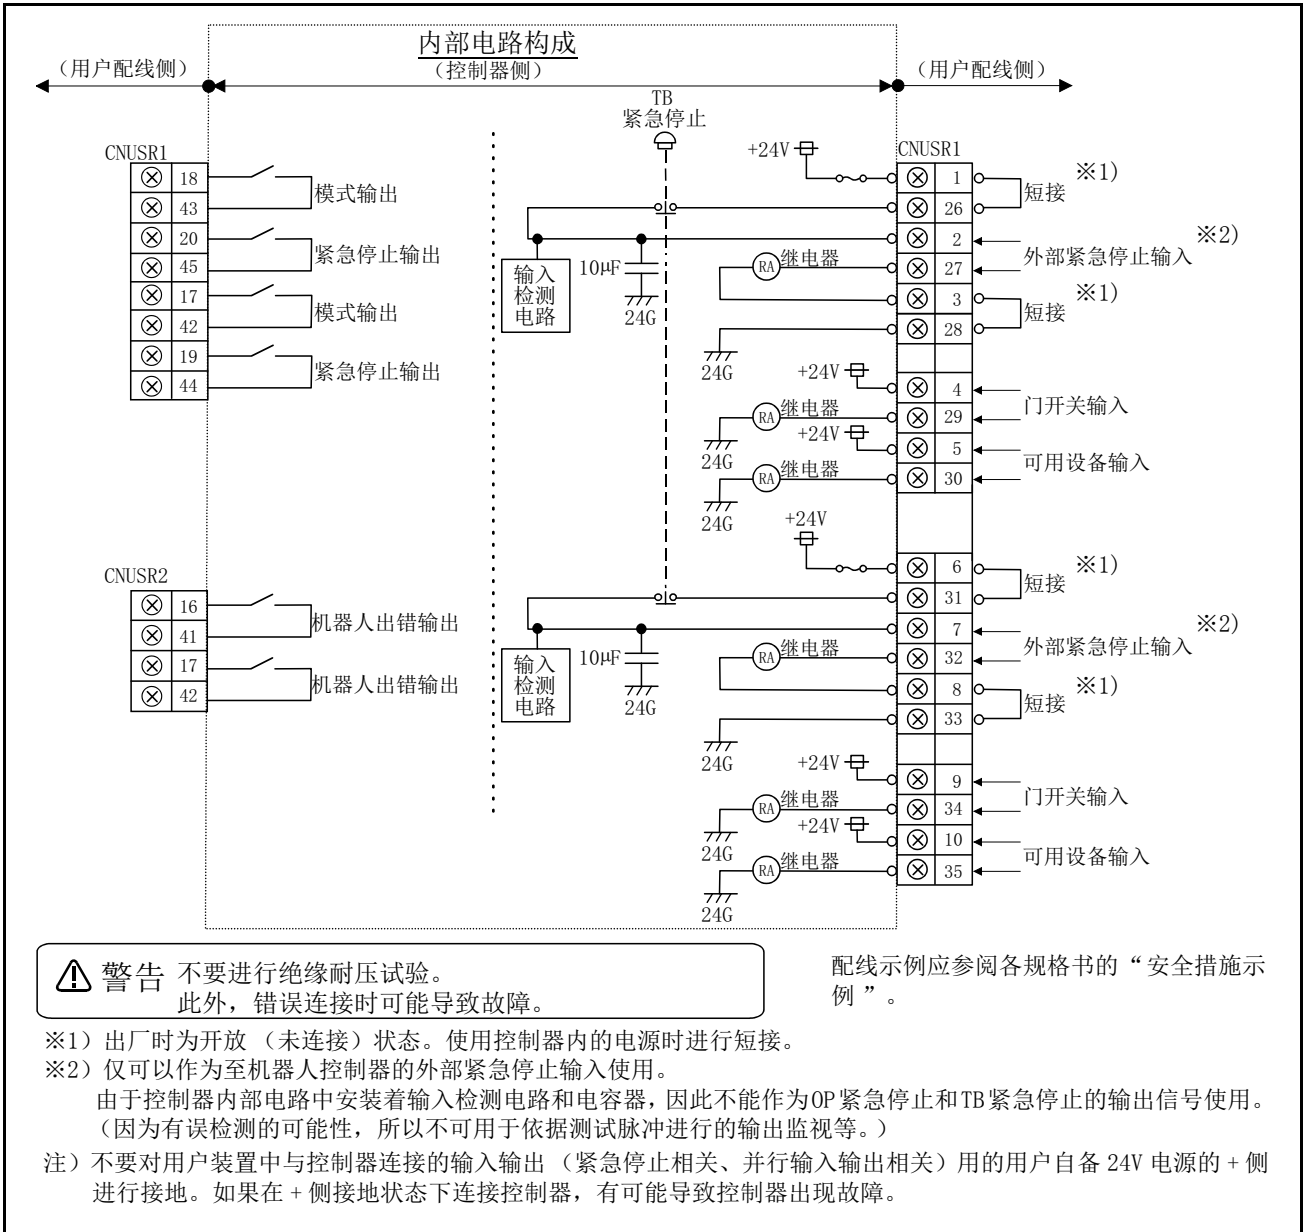 内部电路构成
（用户配线侧）
（控制器侧）
（用户配线侧）
TB
紧急停止
CNUSR1
18
43
模式输出
20
45
紧急停止输出
17
42
模式输出
19
44
紧急停止输出
CNUSR2
16
41
机器人出错输出
17
42
机器人出错输出
+24V
CNUSR1
1
26
短接
※1)
输入
检测
电路
10μF
24G
2
27
外部紧急停止输入
※2)
RA
继电器
3
28
短接
※1)
24G
+24V
4
29
门开关输入
RA
继电器
24G
+24V
5
30
可用设备输入
RA
继电器
24G
+24V
6
31
短接
※1)
输入
检测
电路
10μF
24G
7
32
外部紧急停止输入
※2)
RA
继电器
8
33
短接
※1)
24G
+24V
9
34
门开关输入
RA
继电器
24G
+24V
10
35
可用设备输入
RA
继电器
24G
警告 不要进行绝缘耐压试验。
此外，错误连接时可能导致故障。
配线示例应参阅各规格书的“安全措施示
例 ”。
※1）出厂时为开放 （未连接）状态。使用控制器内的电源时进行短接。
※2）仅可以作为至机器人控制器的外部紧急停止输入使用。
由于控制器内部电路中安装着输入检测电路和电容器，因此不能作为OP紧急停止和TB紧急停止的输出信号使用。
（因为有误检测的可能性，所以不可用于依据测试脉冲进行的输出监视等。）
注）不要对用户装置中与控制器连接的输入输出 （紧急停止相关、并行输入输出相关）用的用户自备 24V 电源的 + 侧
进行接地。如果在 + 侧接地状态下连接控制器，有可能导致控制器出现故障。